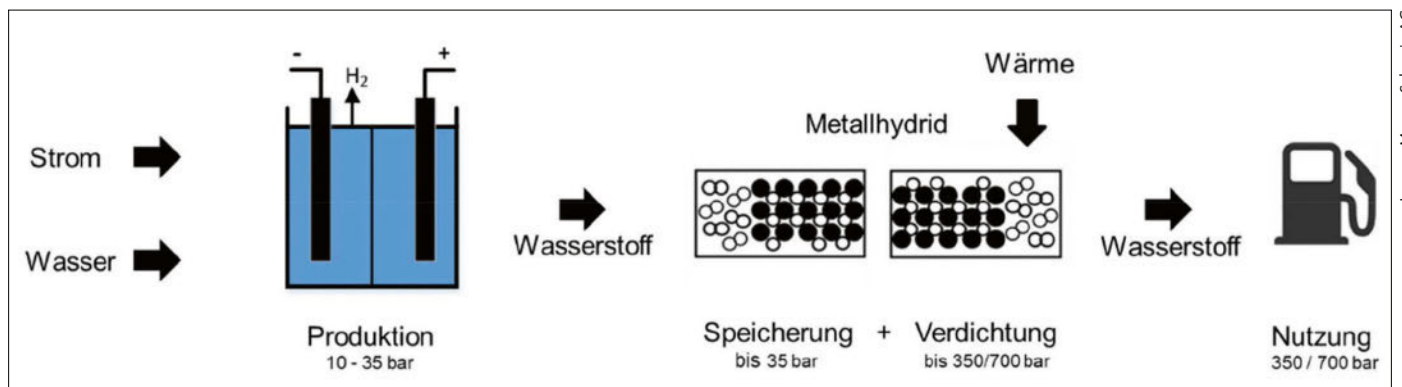 Strom
Wasser
- +
H₂
Produktion
10 - 35 bar
Wasserstoff
Wärme
Metallhydrid
Speicherung + Verdichtung
bis 35 bar bis 350/700 bar
Wasserstoff
Nutzung
350 / 700 bar